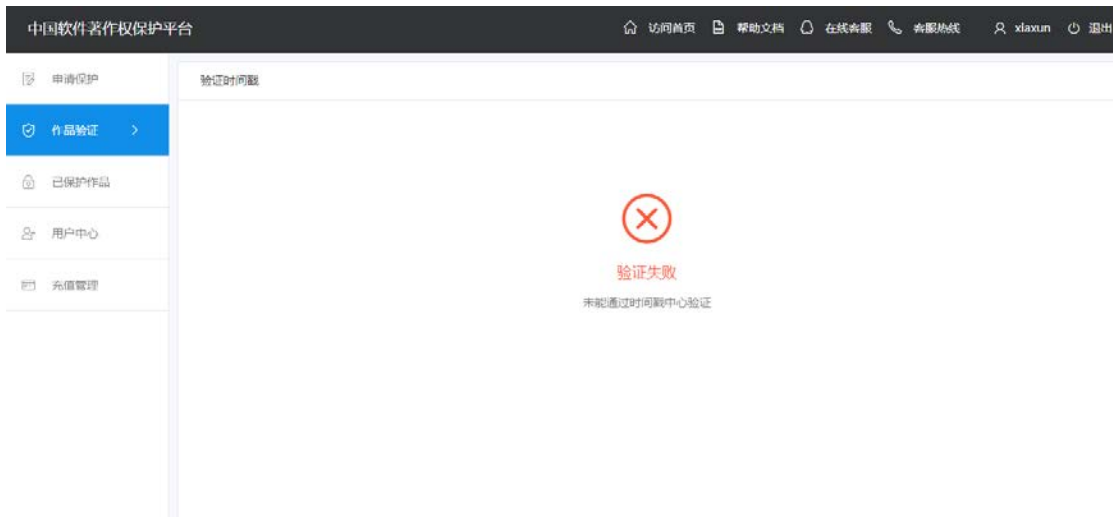 中国软件著作权保护平台
访问首页 帮助文档 在线客服 客服热线 xiaxun 退出
申请保护
验证时间戳
作品验证
已保护作品
用户中心
充值管理
验证失败
未能通过时间戳中心验证